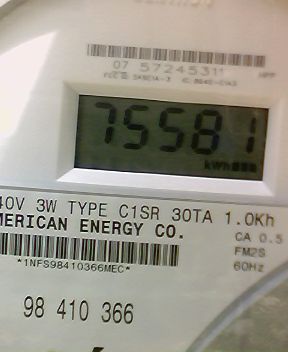 07 57245311
75581
kWh
40V 3W TYPE C1SR 30TA 1.0Kh
MERICAN ENERGY CO.
CA 0.5
FM2S
*1NFS98410366MEC*
60Hz
98 410 366